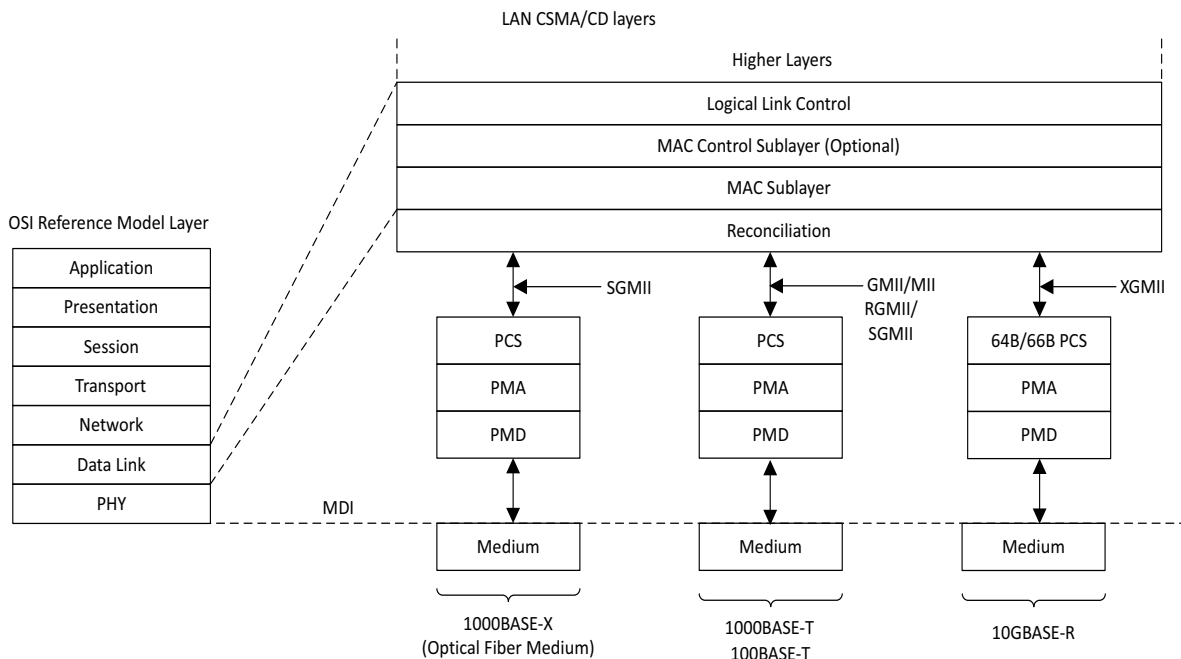 LAN CSMA/CD layers
Higher Layers
Logical Link Control
MAC Control Sublayer (Optional)
MAC Sublayer
Reconciliation
OSI Reference Model Layer
Application
Presentation
Session
Transport
Network
Data Link
PHY
MDI
SGMII
PCS
PMA
PMD
Medium
1000BASE-X
(Optical Fiber Medium)
GMII/MII
RGMII/
SGMII
PCS
PMA
PMD
Medium
1000BASE-T
100BASE-T
XGMII
64B/66B PCS
PMA
PMD
Medium
10GBASE-R